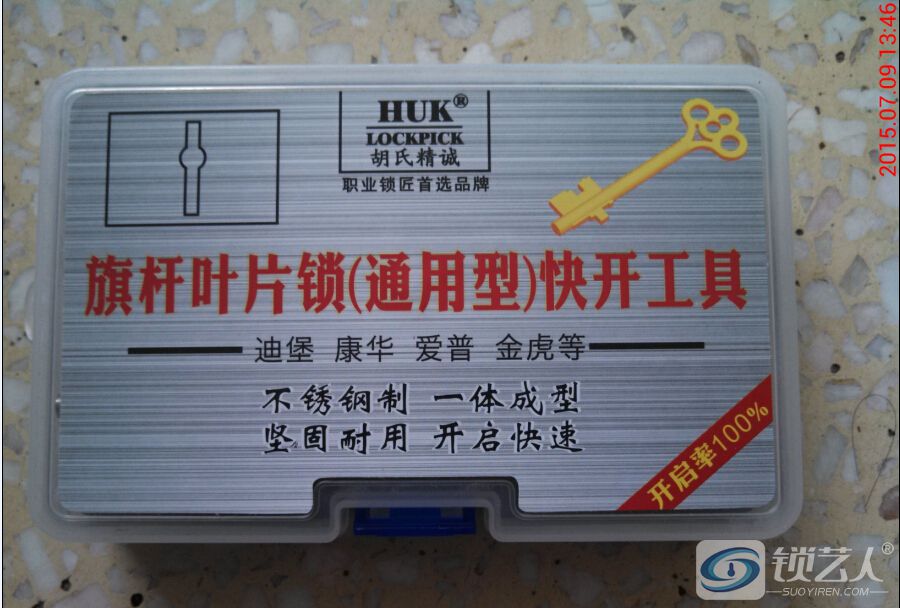 HUK®
LOCKPICK
胡氏精诚
职业锁匠首选品牌
旗杆叶片锁(通用型)快开工具
迪堡 康华 爱普 金虎等
不锈钢制 一体成型
坚固耐用 开启快速
开启率100%
2015.07.09 13:46
锁艺人®
SUOYIREN.COM